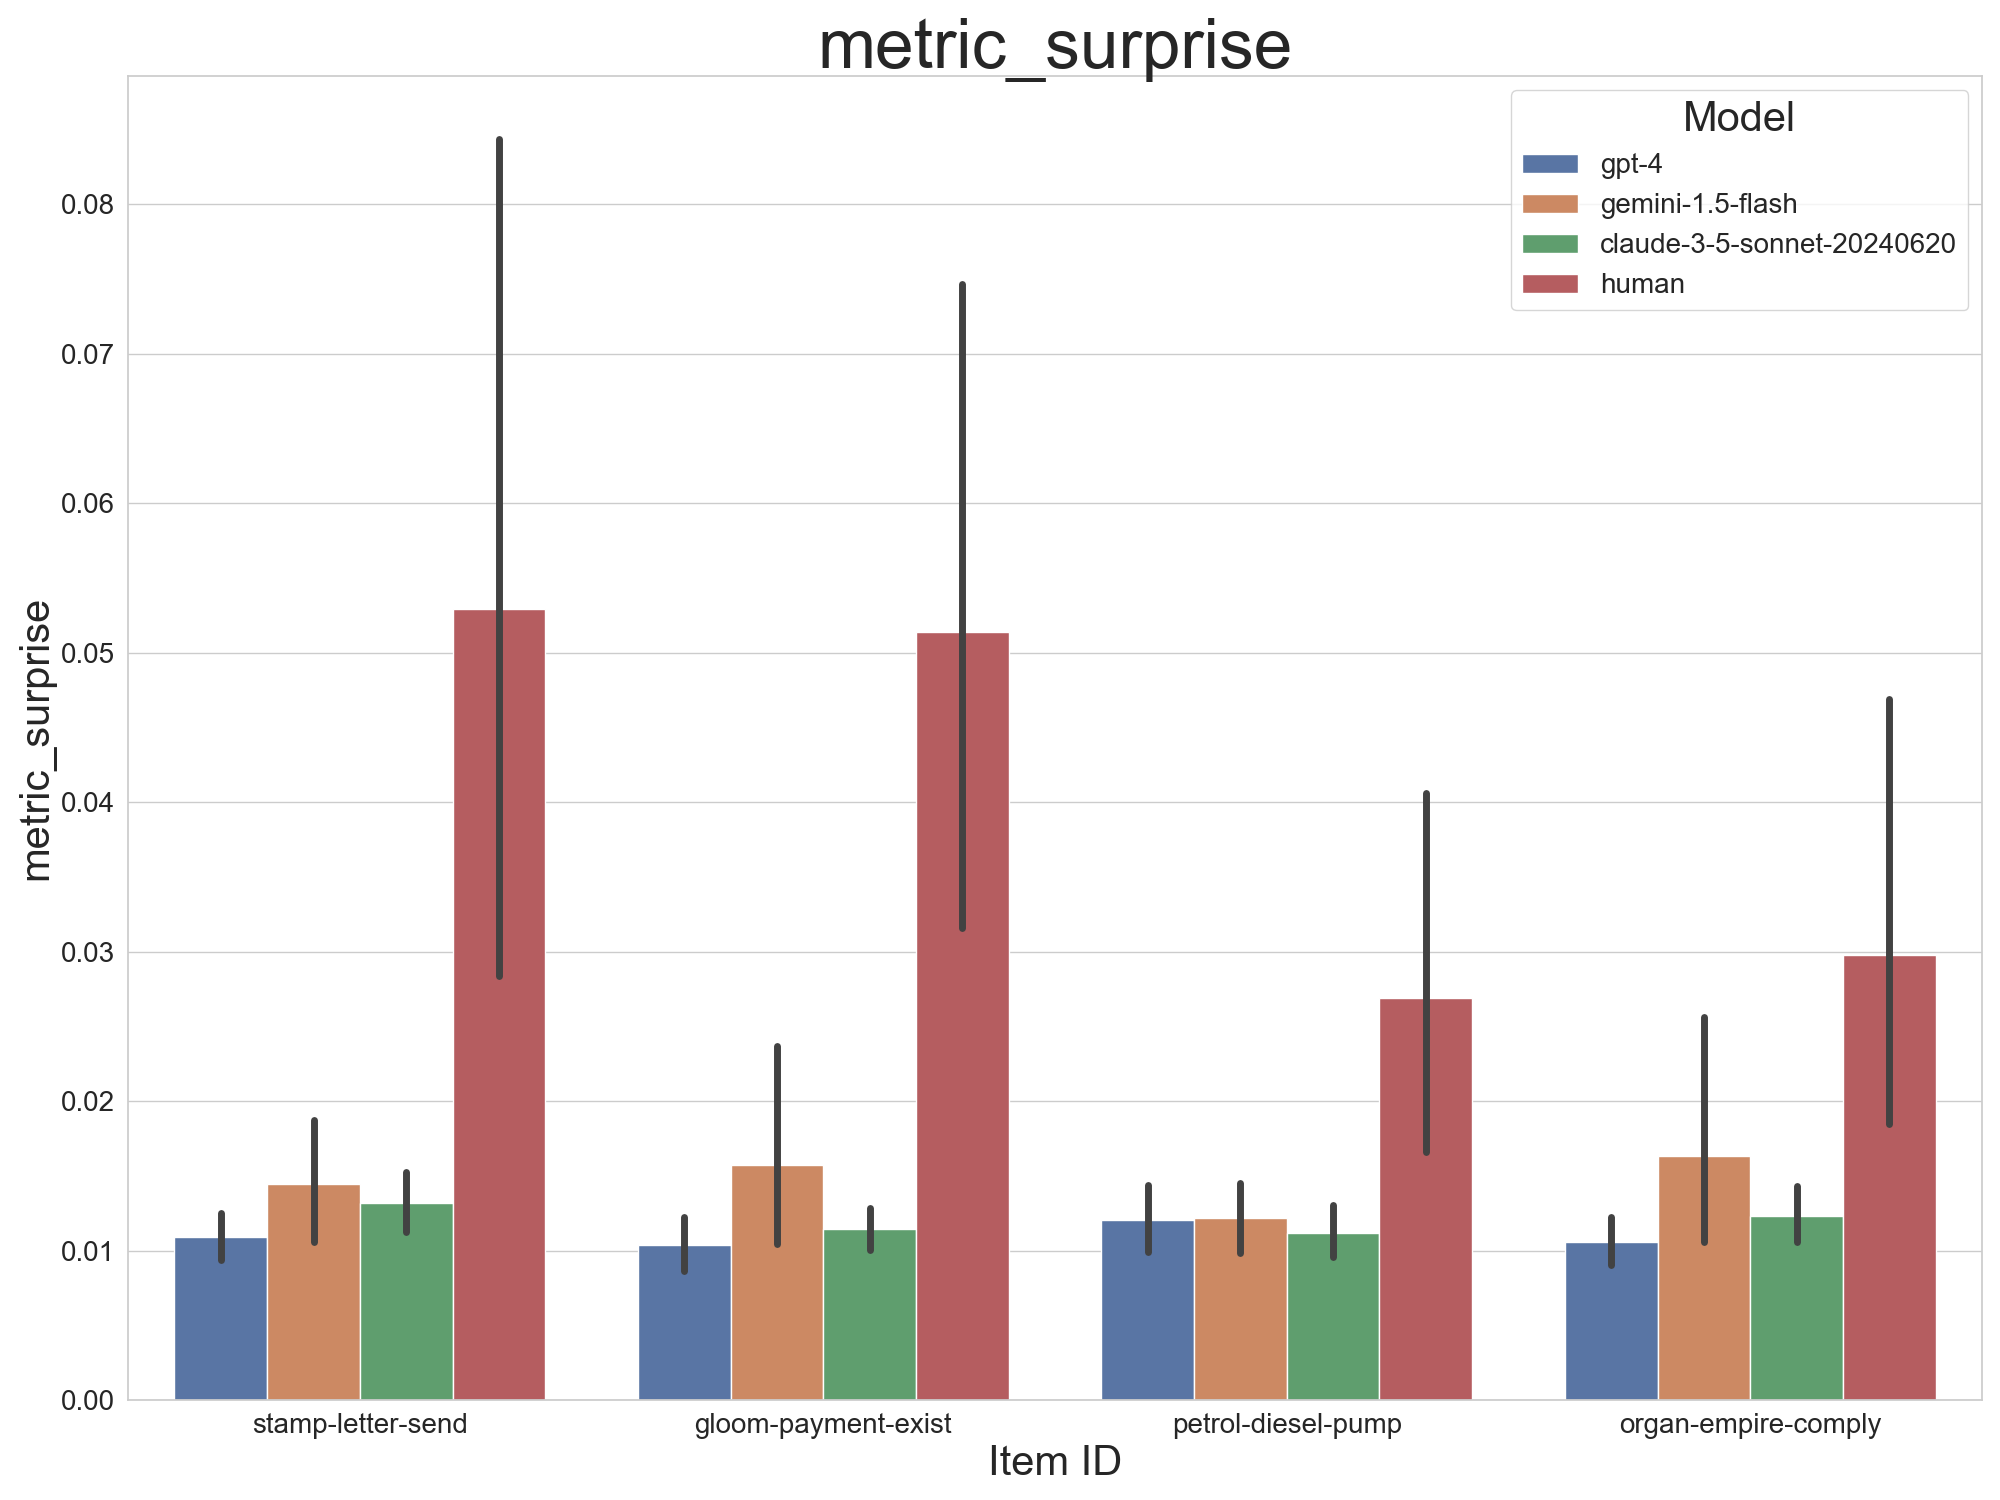 metric_surprise
Model
gpt-4
gemini-1.5-flash
claude-3-5-sonnet-20240620
human
metric_surprise
0.08
0.07
0.06
0.05
0.04
0.03
0.02
0.01
0.00
stamp-letter-send
gloom-payment-exist
petrol-diesel-pump
organ-empire-comply
Item ID